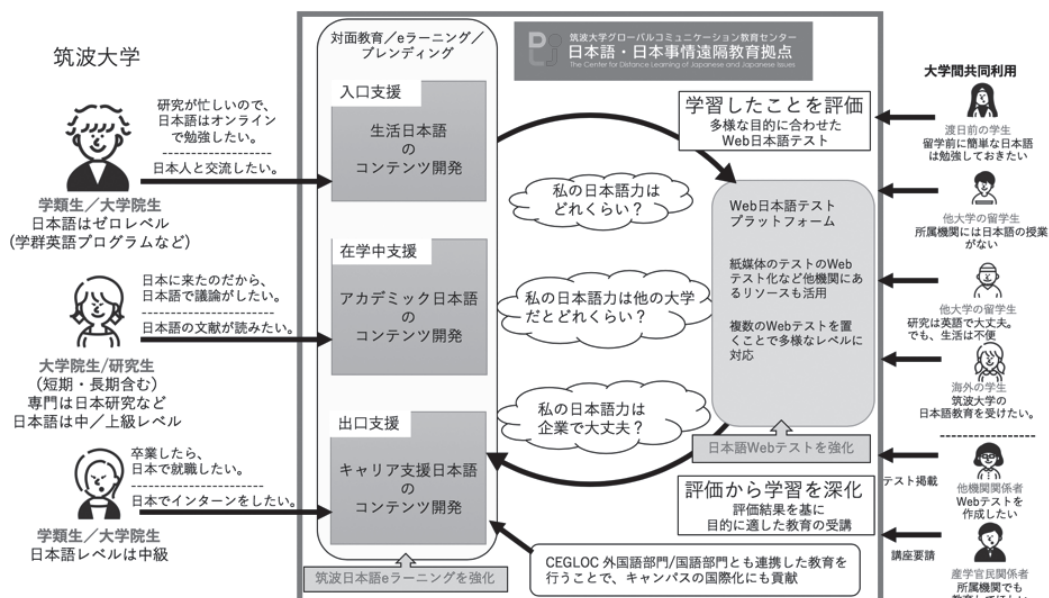 筑波大学
研究が忙しいので、
日本語はオンライン
で勉強したい。
日本人と交流したい。
学類生／大学院生
日本語はゼロレベル
(学群英語プログラムなど)
日本に来たのだから、
日本語で議論がしたい。
日本語の文献が読みたい。
大学院生/研究生
(短期・長期含む)
専門は日本研究など
日本語は中／上級レベル
卒業したら、
日本で就職したい。
日本でインターンをしたい。
学類生／大学院生
日本語レベルは中級
対面教育／eラーニング／
ブレンディング
入口支援
生活日本語
の
コンテンツ開発
在学中支援
アカデミック日本語
の
コンテンツ開発
出口支援
キャリア支援日本語
の
コンテンツ開発
筑波日本語eラーニングを強化
筑波大学グローバルコミュニケーション教育センター
日本語・日本事情遠隔教育拠点
The Center for Distance Learning of Japanese and Japanese Issues
学習したことを評価
多様な目的に合わせた
Web日本語テスト
私の日本語力は
どれくらい？
私の日本語力は他の大学
だとどれくらい？
私の日本語力は
企業で大丈夫？
Web日本語テスト
プラットフォーム
紙媒体のテストのWeb
テスト化など他機関にあ
るリソースも活用
複数のWebテストを置
くことで多様なレベルに
対応
日本語Webテストを強化
評価から学習を深化
評価結果を基に
目的に適した教育の受講
CEGLOC 外国語部門/国語部門とも連携した教育を
行うことで、キャンパスの国際化にも貢献
大学間共同利用
渡日前の学生
留学前に簡単な日本語
は勉強しておきたい
他大学の留学生
所属機関には日本語の授業
がない
他大学の留学生
研究は英語で大丈夫。
でも、生活は不便
海外の学生
筑波大学の
日本語教育を受けたい。
テスト掲載
他機関関係者
Webテストを
作成したい
講座要請
産学官民関係者
所属機関でも